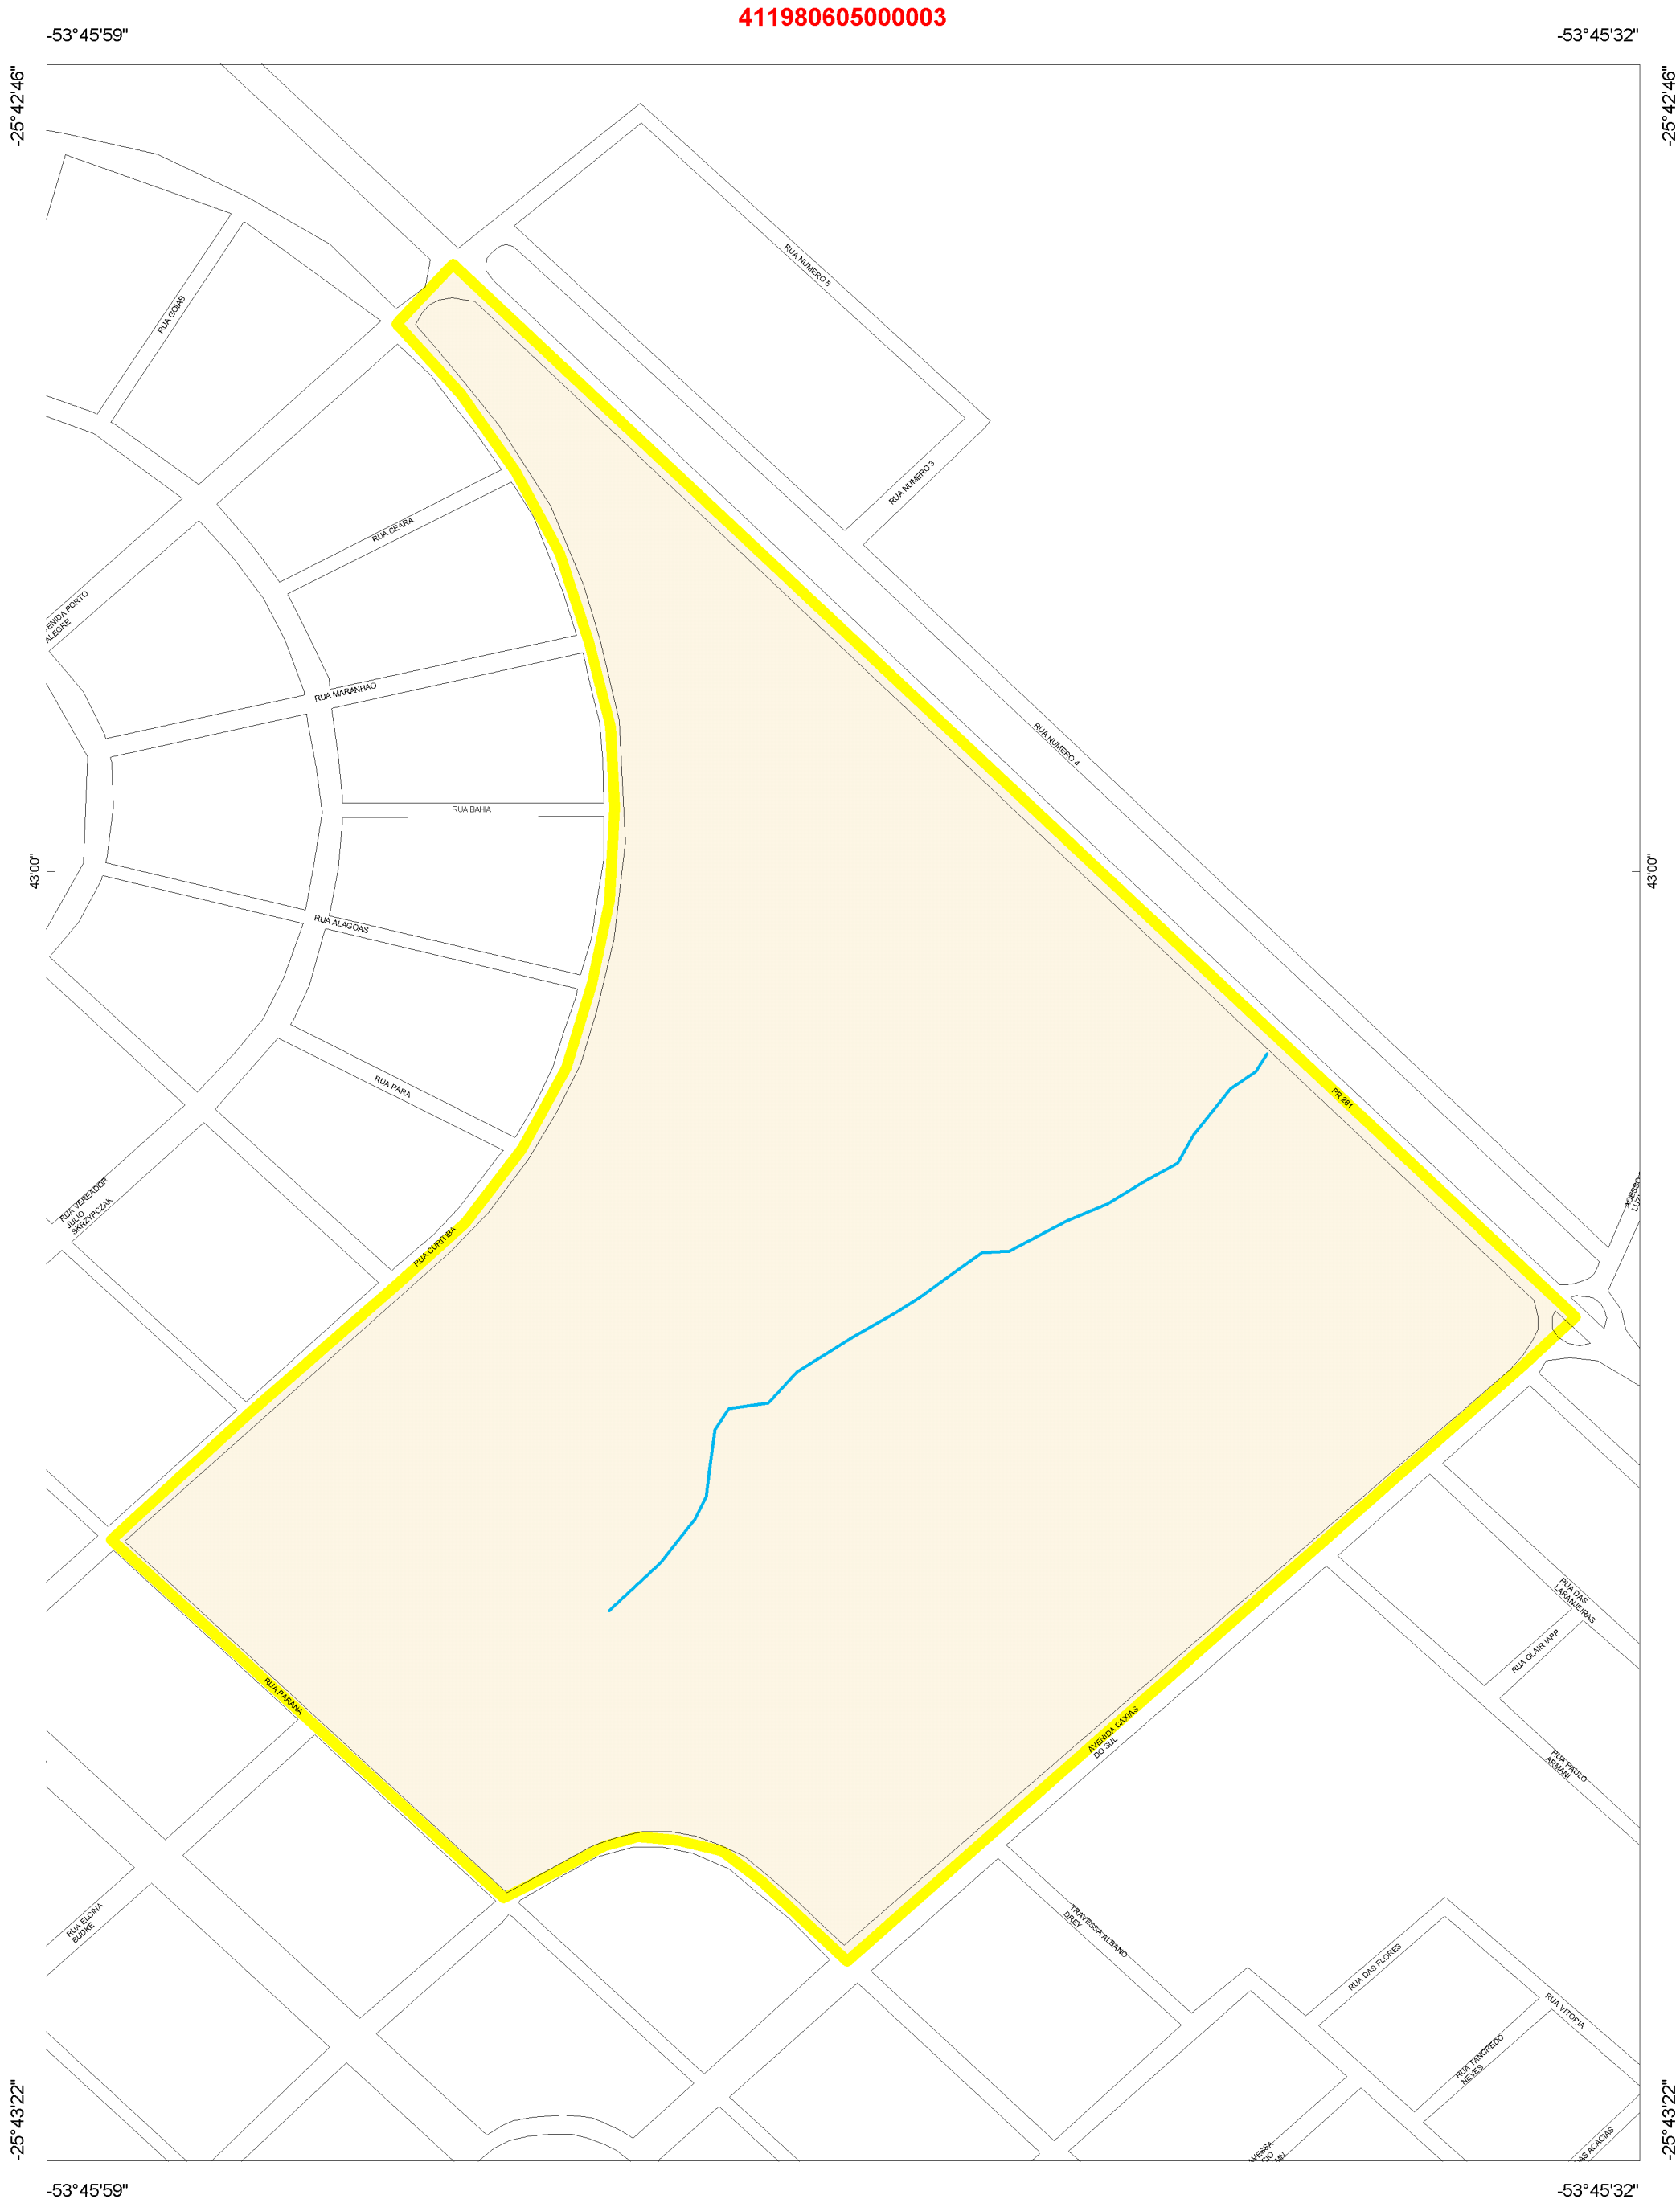 411980605000003
-53°45'59"
-53°45'32"
-25°42'46"
-25°42'46"
RUA NUMERO 5
RUA GOIAS
RUA NUMERO 3
RUA CEARA
ALEGRE
RUA MARANHAO
RUA NUMERO 4
RUA BAHIA
43'00"
43'00"
RUA ALAGOAS
RUA PARA
PR 281
RUA VEREADOR
JULIO
SKRZYPCZAK
RUA CURITIBA
ACESSO
RUA DAS
LARANJEIRAS
RUA CLAIR IAPP
RUA PARANA
AVENIDA CAXIAS
DO SUL
RUA PAULO
ARMANI
RUA ELCINA
BUDKE
TRAVESSA ALBANO
DREY
RUA DAS FLORES
RUA VITORIA
RUA TANCREDO
NEVES
ACACIAS
-25°43'22"
-25°43'22"
-53°45'59"
-53°45'32"